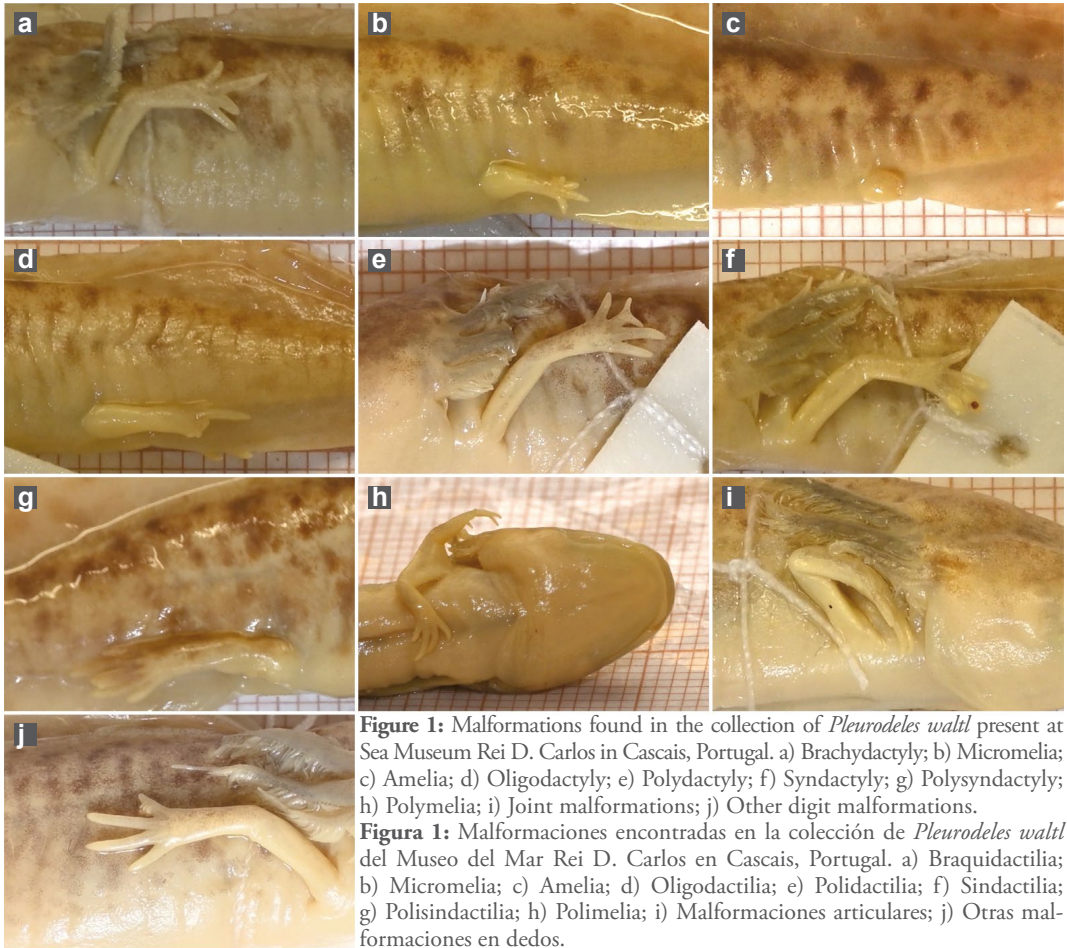 a
b
c
d
e
f
g
h
i
j
Figure 1: Malformations found in the collection of Pleurodeles waltl present at
Sea Museum Rei D. Carlos in Cascais, Portugal. a) Brachydactyly; b) Micromelia;
c) Amelia; d) Oligodactyly; e) Polydactyly; f) Syndactyly; g) Polysyndactyly;
h) Polymelia; i) Joint malformations; j) Other digit malformations.
Figura 1: Malformaciones encontradas en la colección de Pleurodeles waltl
del Museo del Mar Rei D. Carlos en Cascais, Portugal. a) Braquidactilia;
b) Micromelia; c) Amelia; d) Oligodactilia; e) Polidactilia; f) Sindactilia;
g) Polisindactilia; h) Polimelia; i) Malformaciones articulares; j) Otras mal-
formaciones en dedos.